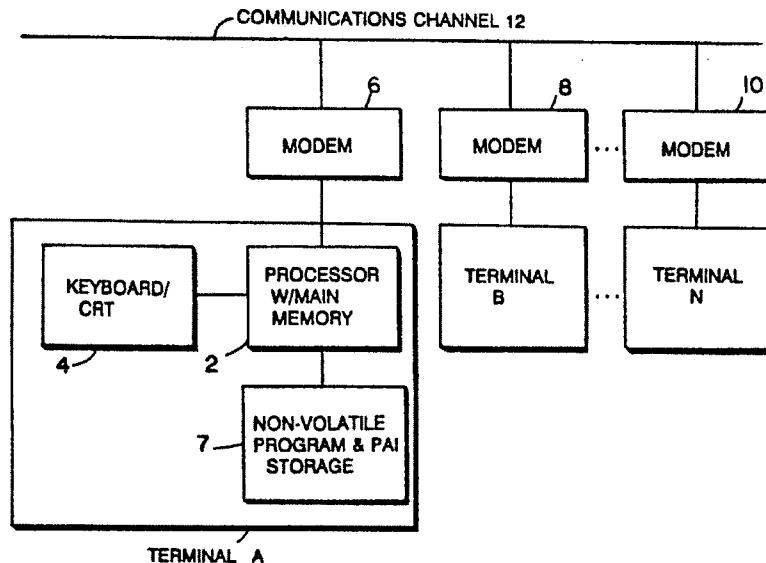 COMMUNICATIONS CHANNEL 12
6
8
10
MODEM
MODEM
...
MODEM
KEYBOARD/
CRT
4
PROCESSOR
W/MAIN
MEMORY
2
TERMINAL
B
...
TERMINAL
N
7
NON-VOLATILE
PROGRAM & PAI
STORAGE
TERMINAL A